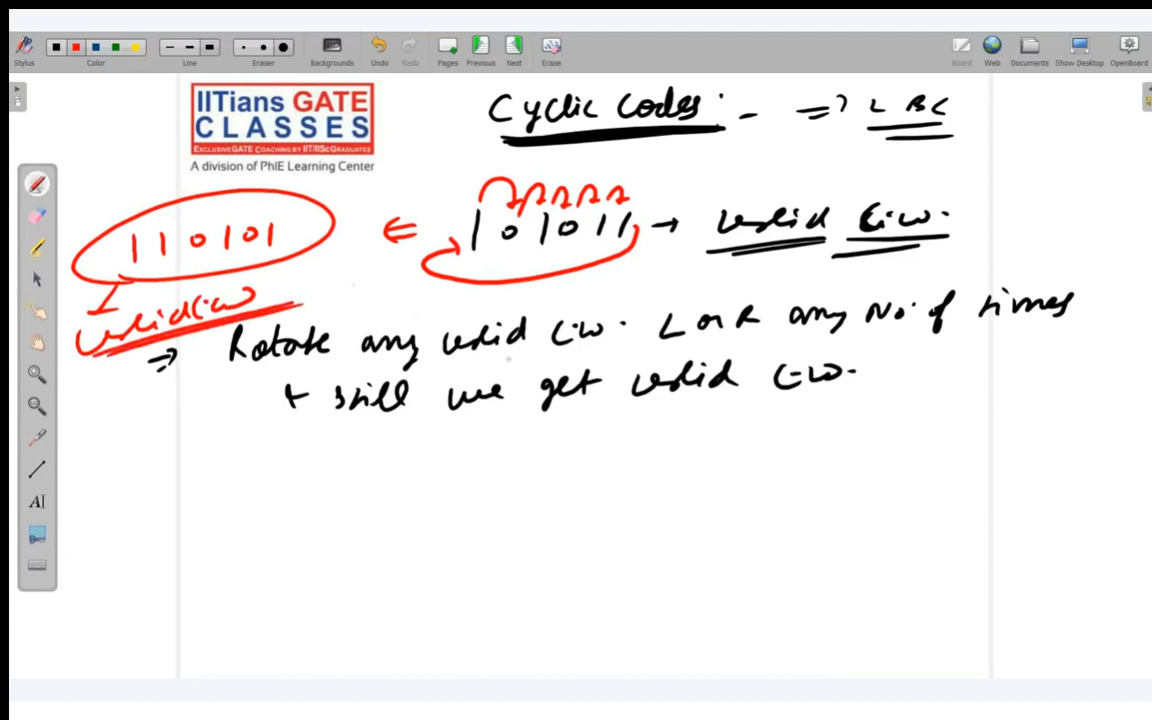 Stylus
Color
Line
Eraser
Backgrounds
Undo
Redo
Pages
Previous
Next
Erase
Board
Web
Documents
Show Desktop
OpenBoard
IITians GATE
CLASSES
EXCLUSIVE GATE COACHING BY IIT/IISc GRADUATES
A division of PhIE Learning Center
Cyclic Codes :- => LBC
110101 <= 101011 → valid C.W.
valid C.W
=> Rotate any valid C.W. L or R any No. of times
+ still we get valid C.W.
AI